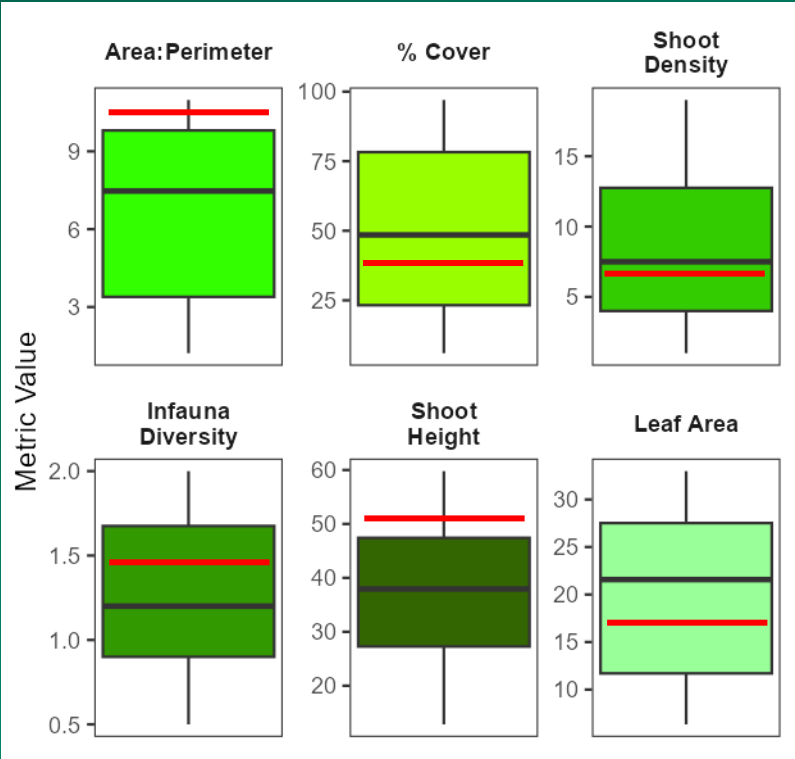 Area:Perimeter
% Cover
Shoot
Density
9
6
3
100
75
50
25
15
10
5
Metric Value
Infauna
Diversity
Shoot
Height
Leaf Area
2.0
1.5
1.0
0.5
60
50
40
30
20
30
25
20
15
10